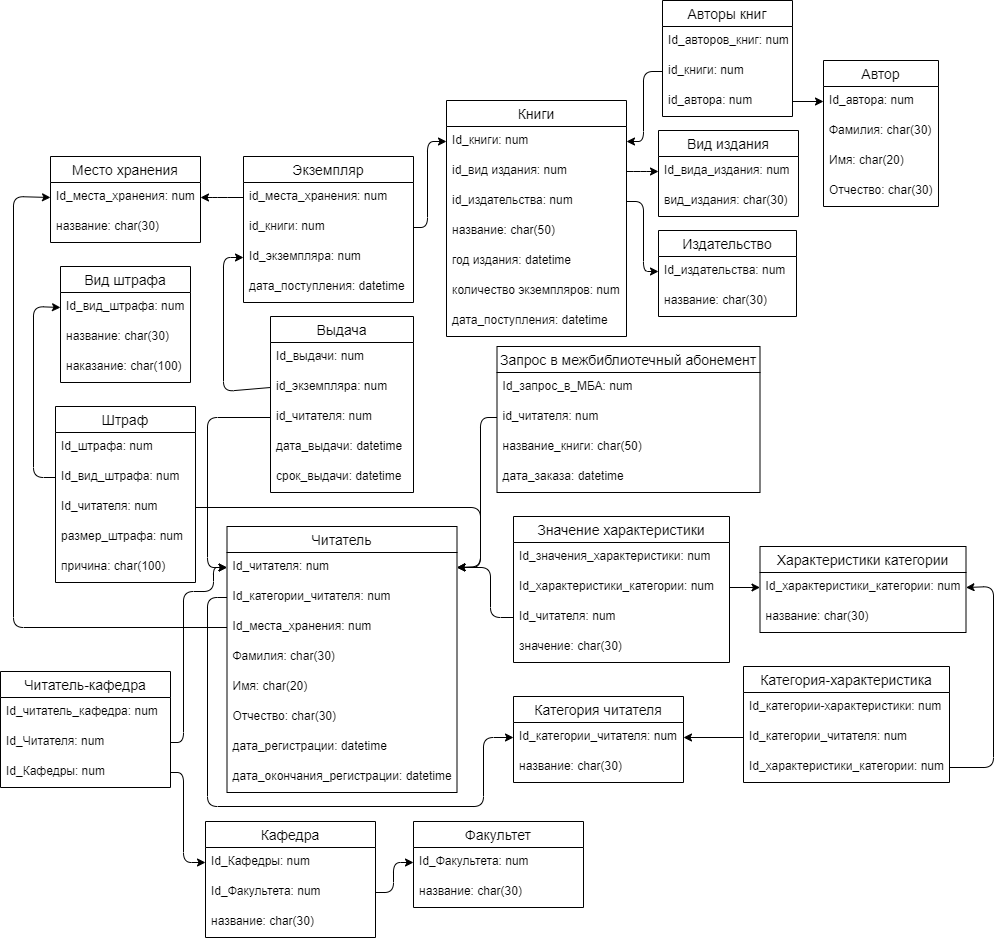 Авторы книг
Id_авторов_книг: num
id_книги: num
id_автора: num
Автор
Id_автора: num
Фамилия: char(30)
Имя: char(20)
Отчество: char(30)
Книги
Id_книги: num
id_вид издания: num
id_издательства: num
название: char(50)
год издания: datetime
количество экземпляров: num
дата_поступления: datetime
Вид издания
Id_вида_издания: num
вид_издания: char(30)
Издательство
Id_издательства: num
название: char(30)
Место хранения
Id_места_хранения: num
название: char(30)
Экземпляр
id_места_хранения: num
id_книги: num
Id_экземпляра: num
дата_поступления: datetime
Вид штрафа
Id_вид_штрафа: num
название: char(30)
наказание: char(100)
Выдача
Id_выдачи: num
id_экземпляра: num
id_читателя: num
дата_выдачи: datetime
срок_выдачи: datetime
Запрос в межбиблиотечный абонемент
Id_запрос_в_МБА: num
id_читателя: num
название_книги: char(50)
дата_заказа: datetime
Штраф
Id_штрафа: num
Id_вид_штрафа: num
Id_читателя: num
размер_штрафа: num
причина: char(100)
Читатель
Id_читателя: num
Id_категории_читателя: num
Id_места_хранения: num
Фамилия: char(30)
Имя: char(20)
Отчество: char(30)
дата_регистрации: datetime
дата_окончания_регистрации: datetime
Значение характеристики
Id_значения_характеристики: num
Id_характеристики_категории: num
Id_читателя: num
значение: char(30)
Характеристики категории
Id_характеристики_категории: num
название: char(30)
Читатель-кафедра
Id_читатель_кафедра: num
Id_Читателя: num
Id_Кафедры: num
Категория читателя
Id_категории_читателя: num
название: char(30)
Категория-характеристика
Id_категории-характеристики: num
Id_категории_читателя: num
Id_характеристики_категории: num
Кафедра
Id_Кафедры: num
Id_Факультета: num
название: char(30)
Факультет
Id_Факультета: num
название: char(30)